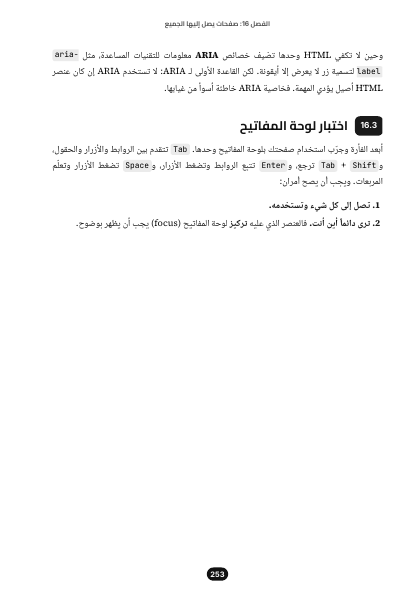 الفصل 16: صفحات يصل إليها الجميع
وحين لا تكفي HTML وحدها تضيف خصائص ARIA معلومات للتقنيات المساعدة، مثل aria-
label لتسمية زر لا يعرض إلا أيقونة. لكن القاعدة الأولى لـ ARIA: لا تستخدم ARIA إن كان عنصر
HTML أصيل يؤدي المهمة. فخاصية ARIA خاطئة أسوأ من غيابها.
16.3 اختبار لوحة المفاتيح
أبعد الفأرة وجرّب استخدام صفحتك بلوحة المفاتيح وحدها. Tab تتقدم بين الروابط والأزرار والحقول،
و Tab + Shift ترجع، و Enter تتبع الروابط وتضغط الأزرار، و Space تضغط الأزرار وتعلّم
المربعات. ويجب أن يصح أمران:
1. تصل إلى كل شيء وتستخدمه.
2. ترى دائماً أين أنت. فالعنصر الذي عليه تركيز لوحة المفاتيح (focus) يجب أن يظهر بوضوح.
253